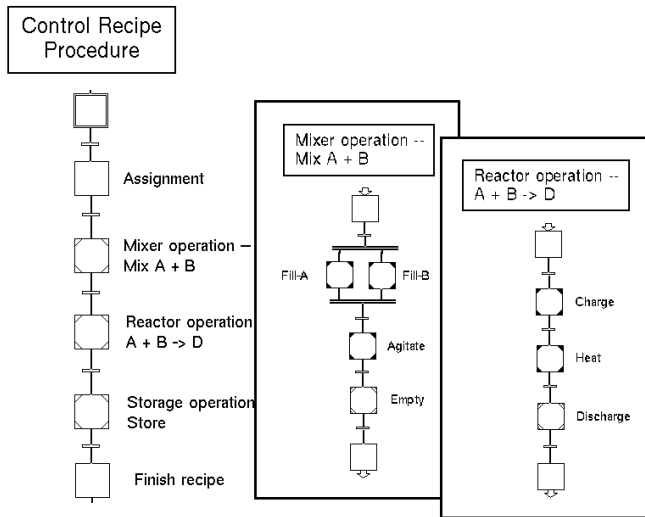 Control Recipe
Procedure
Assignment
Mixer operation –
Mix A + B
Reactor operation
A + B -> D
Storage operation
Store
Finish recipe
Mixer operation --
Mix A + B
Fill-A
Fill-B
Agitate
Empty
Reactor operation --
A + B -> D
Charge
Heat
Discharge